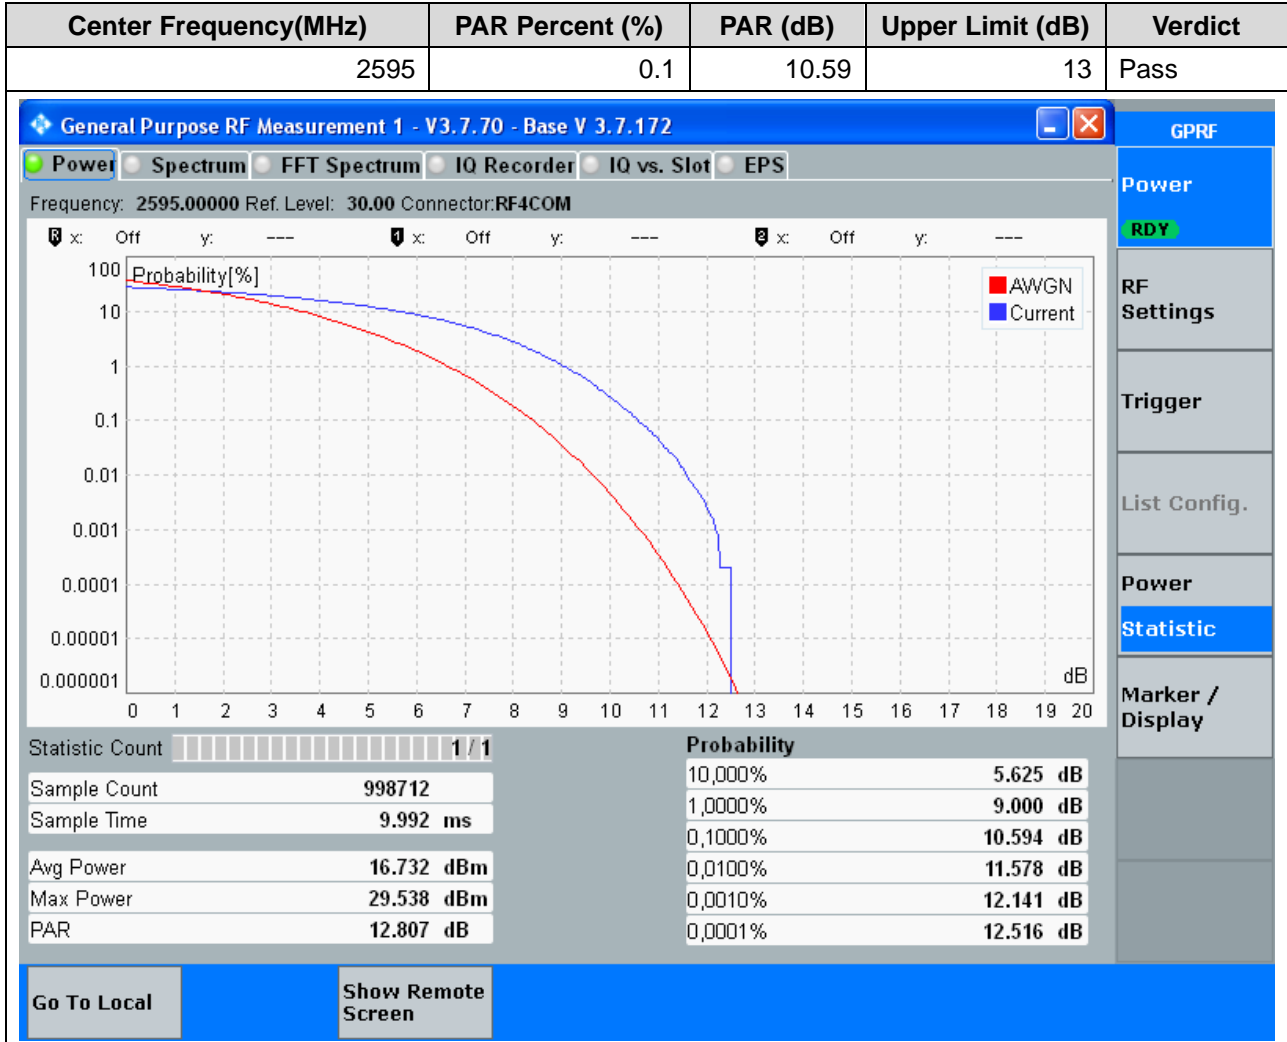 Center Frequency(MHz) PAR Percent (%) PAR (dB) Upper Limit (dB) Verdict
2595 0.1 10.59 13 Pass
General Purpose RF Measurement 1 - V3.7.70 - Base V 3.7.172
GPRF
Power Spectrum FFT Spectrum IQ Recorder IQ vs. Slot EPS
Power
RDY
Frequency: 2595.00000 Ref. Level: 30.00 Connector:RF4COM
R x: Off y: --- 1 x: Off y: --- 2 x: Off y: ---
Probability[%]
100
10
1
0.1
0.01
0.001
0.0001
0.00001
0.000001
AWGN
Current
dB
0 1 2 3 4 5 6 7 8 9 10 11 12 13 14 15 16 17 18 19 20
RF
Settings
Trigger
List Config.
Power
Statistic
Marker /
Display
Statistic Count 1 / 1
Sample Count 998712
Sample Time 9.992 ms
Avg Power 16.732 dBm
Max Power 29.538 dBm
PAR 12.807 dB
Probability
10,000% 5.625 dB
1,0000% 9.000 dB
0,1000% 10.594 dB
0,0100% 11.578 dB
0,0010% 12.141 dB
0,0001% 12.516 dB
Go To Local
Show Remote
Screen